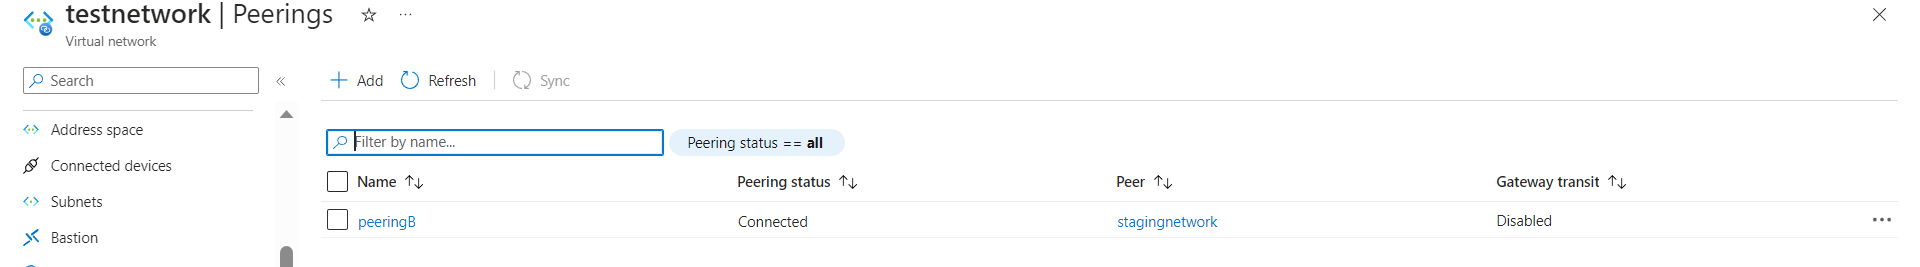 testnetwork | Peerings
Virtual network
Search
Add Refresh Sync
Address space
Connected devices
Subnets
Bastion
Filter by name...
Peering status == all
Name Peering status Peer Gateway transit
peeringB Connected stagingnetwork Disabled